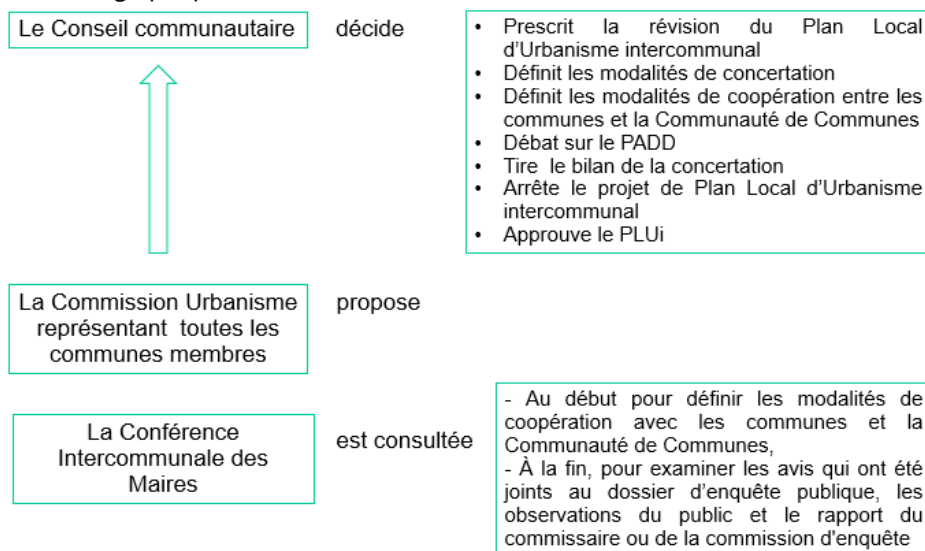 Le Conseil communautaire
décide
• Prescrit la révision du Plan Local
d'Urbanisme intercommunal
• Définit les modalités de concertation
• Définit les modalités de coopération entre les
communes et la Communauté de Communes
• Débat sur le PADD
• Tire le bilan de la concertation
• Arrête le projet de Plan Local d'Urbanisme
intercommunal
• Approuve le PLUi
La Commission Urbanisme
représentant toutes les
communes membres
propose
La Conférence
Intercommunale des
Maires
est consultée
- Au début pour définir les modalités de
coopération avec les communes et la
Communauté de Communes,
- À la fin, pour examiner les avis qui ont été
joints au dossier d'enquête publique, les
observations du public et le rapport du
commissaire ou de la commission d'enquête